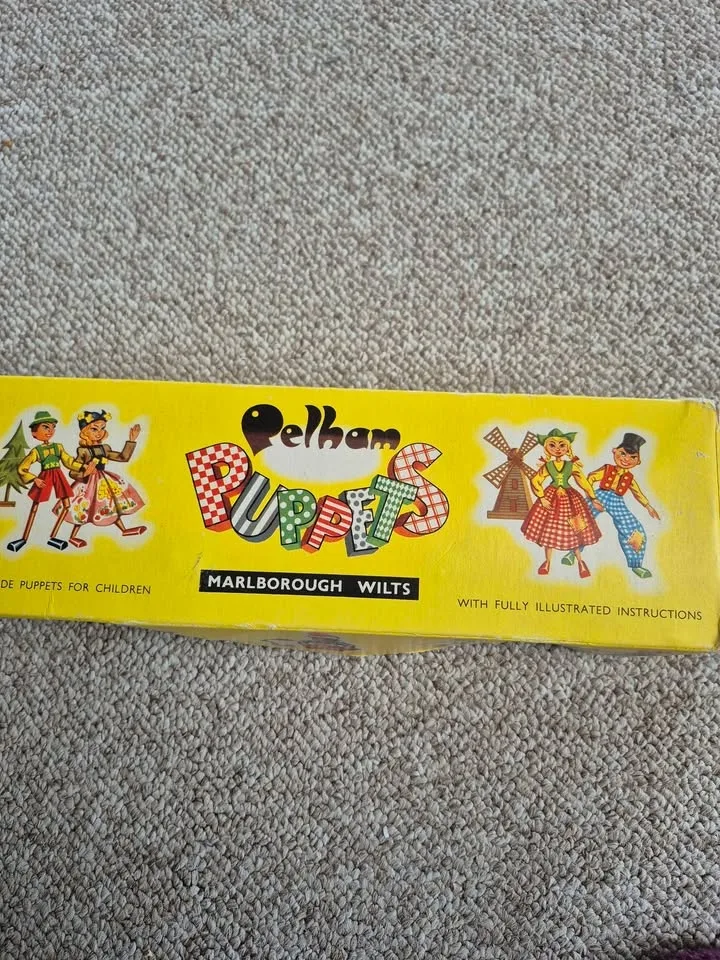 Pelham
PUPPETS
MARLBOROUGH WILTS
DE PUPPETS FOR CHILDREN
WITH FULLY ILLUSTRATED INSTRUCTIONS